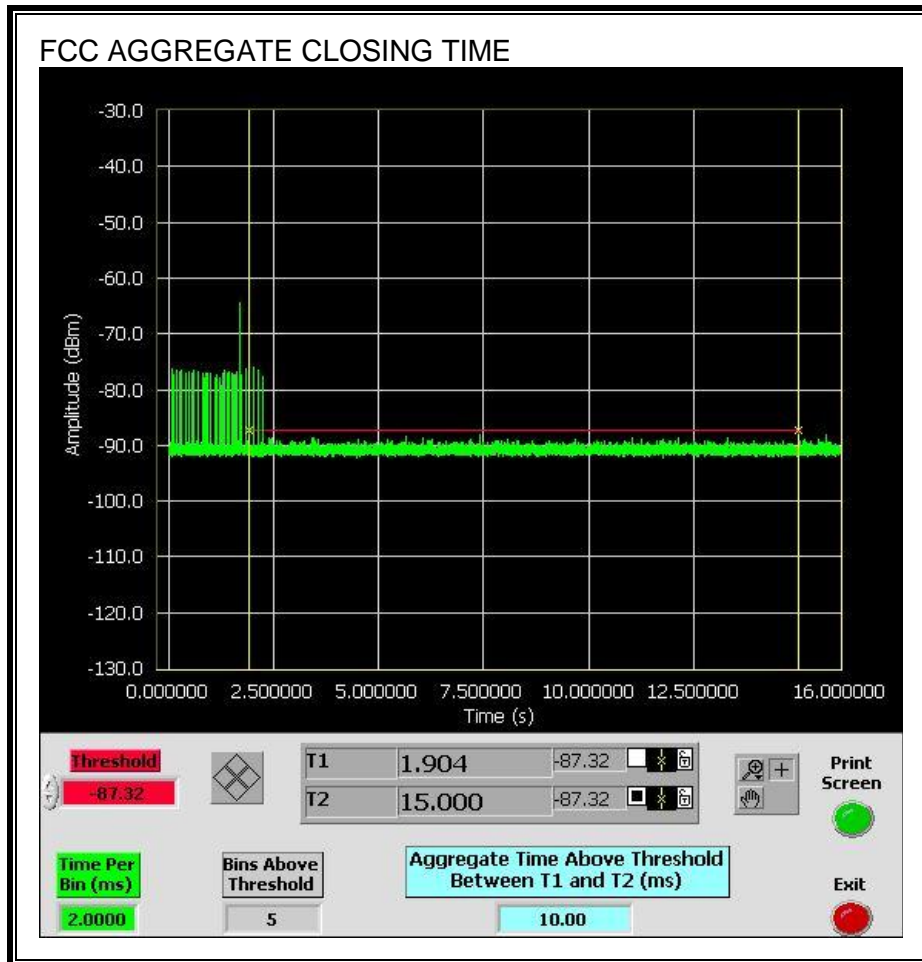 FCC AGGREGATE CLOSING TIME
-30.0
-40.0
-50.0
-60.0
-70.0
-80.0
-90.0
-100.0
-110.0
-120.0
-130.0
Amplitude (dBm)
0.000000 2.500000 5.000000 7.500000 10.000000 12.500000 16.000000
Time (s)
Threshold
-87.32
T1 1.904 -87.32
T2 15.000 -87.32
Print
Screen
Time Per
Bin (ms)
2.0000
Bins Above
Threshold
5
Aggregate Time Above Threshold
Between T1 and T2 (ms)
10.00
Exit